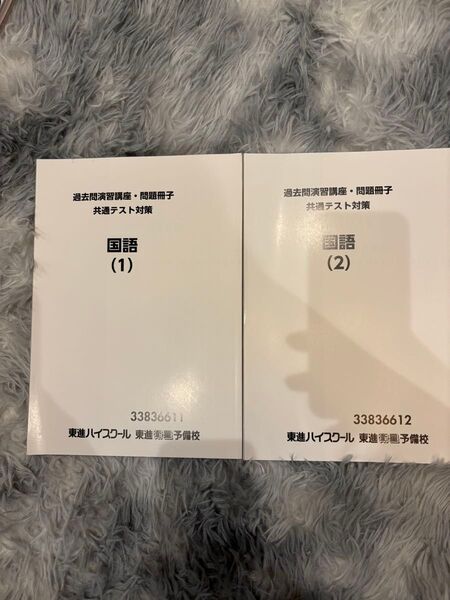 過去問演習講座・問題冊子
共通テスト対策
国語
(1)
33836611
東進ハイスクール 東進衛星予備校
過去問演習講座・問題冊子
共通テスト対策
国語
(2)
33836612
東進ハイスクール 東進衛星予備校